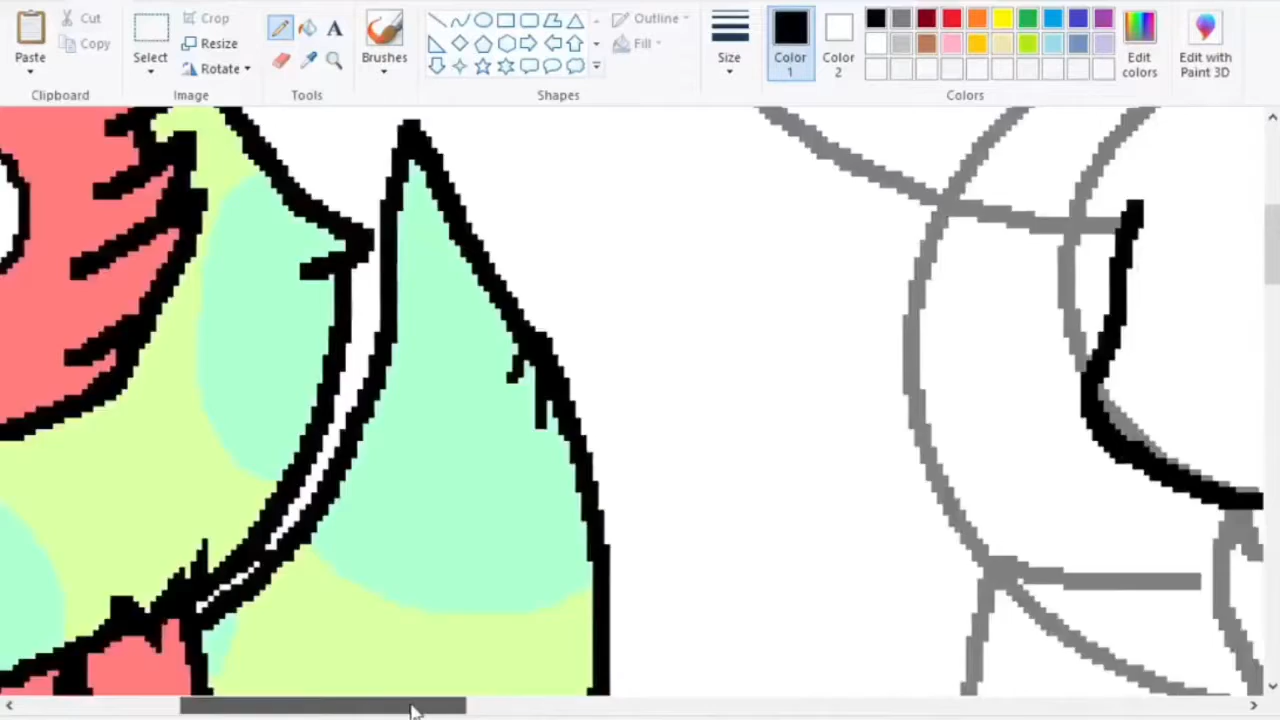 Paste
Cut
Copy
Clipboard
Select
Crop
Resize
Rotate
Image
A
Tools
Brushes
Outline
Fill
Shapes
Size
Color
1
Color
2
Edit
colors
Colors
Edit with
Paint 3D